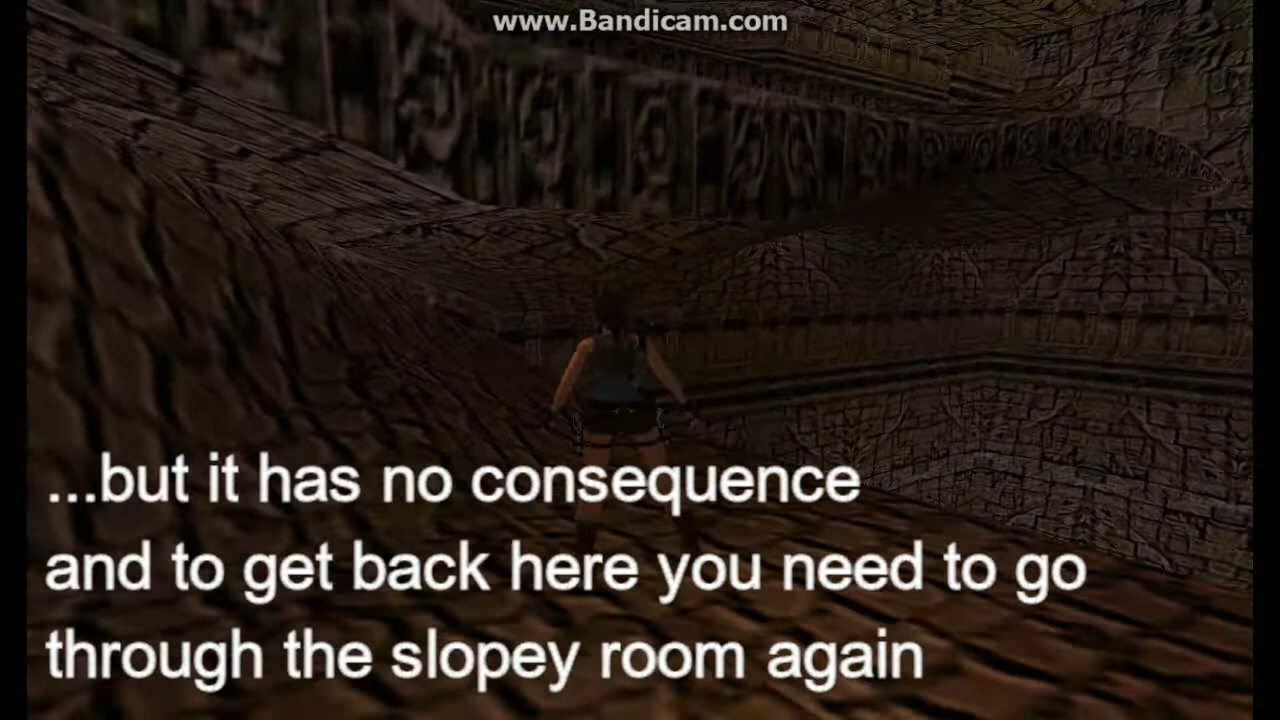 www.Bandicam.com
...but it has no consequence
and to get back here you need to go
through the slopey room again